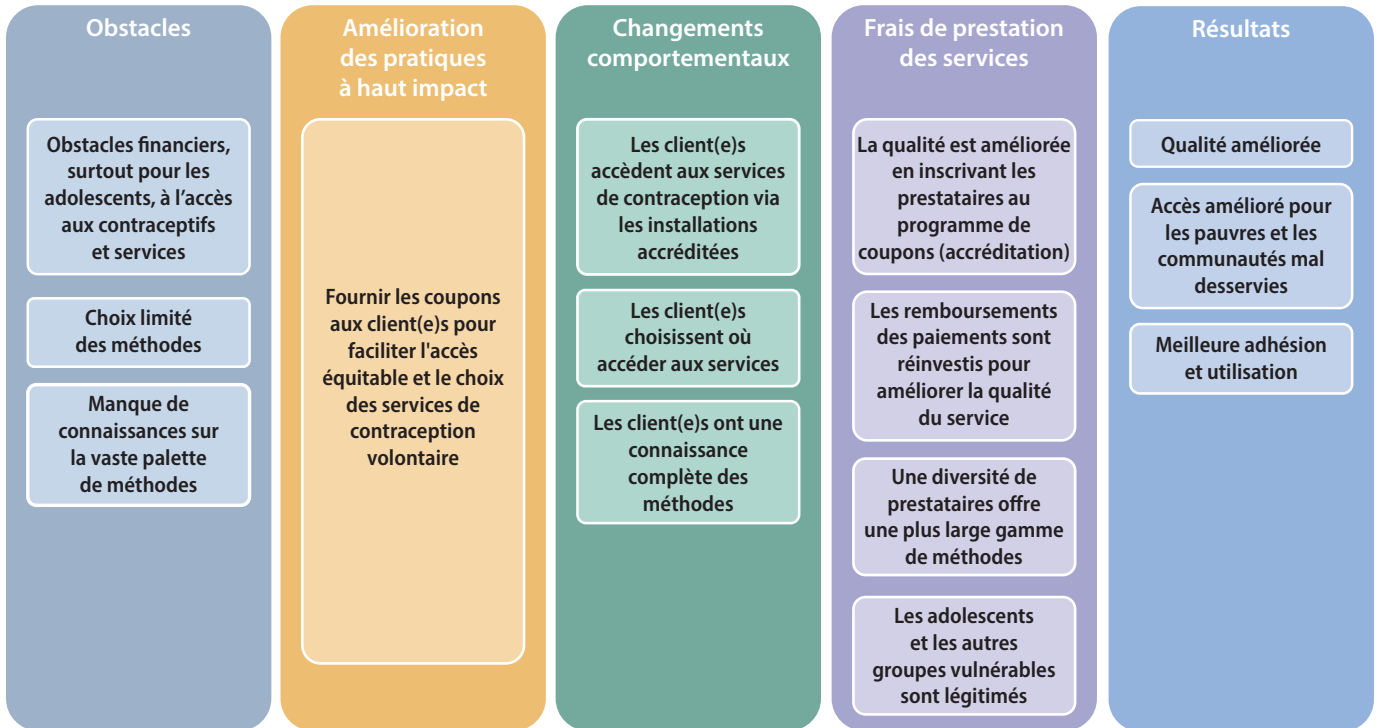 Obstacles
Obstacles financiers,
surtout pour les
adolescents, à l’accès
aux contraceptifs
et services
Choix limité
des méthodes
Manque de
connaissances sur
la vaste palette
de méthodes
Amélioration
des pratiques
à haut impact
Fournir les coupons
aux client(e)s pour
faciliter l'accès
équitable et le choix
des services de
contraception
volontaire
Changements
comportementaux
Les client(e)s
accèdent aux services
de contraception via
les installations
accréditées
Les client(e)s
choisissent où
accéder aux services
Les client(e)s ont une
connaissance
complète des
méthodes
Frais de prestation
des services
La qualité est améliorée
en inscrivant les
prestataires au
programme de
coupons (accréditation)
Les remboursements
des paiements sont
réinvestis pour
améliorer la qualité
du service
Une diversité de
prestataires offre
une plus large gamme
de méthodes
Les adolescents
et les autres
groupes vulnérables
sont légitimés
Résultats
Qualité améliorée
Accès amélioré pour
les pauvres et les
communautés mal
desservies
Meilleure adhésion
et utilisation